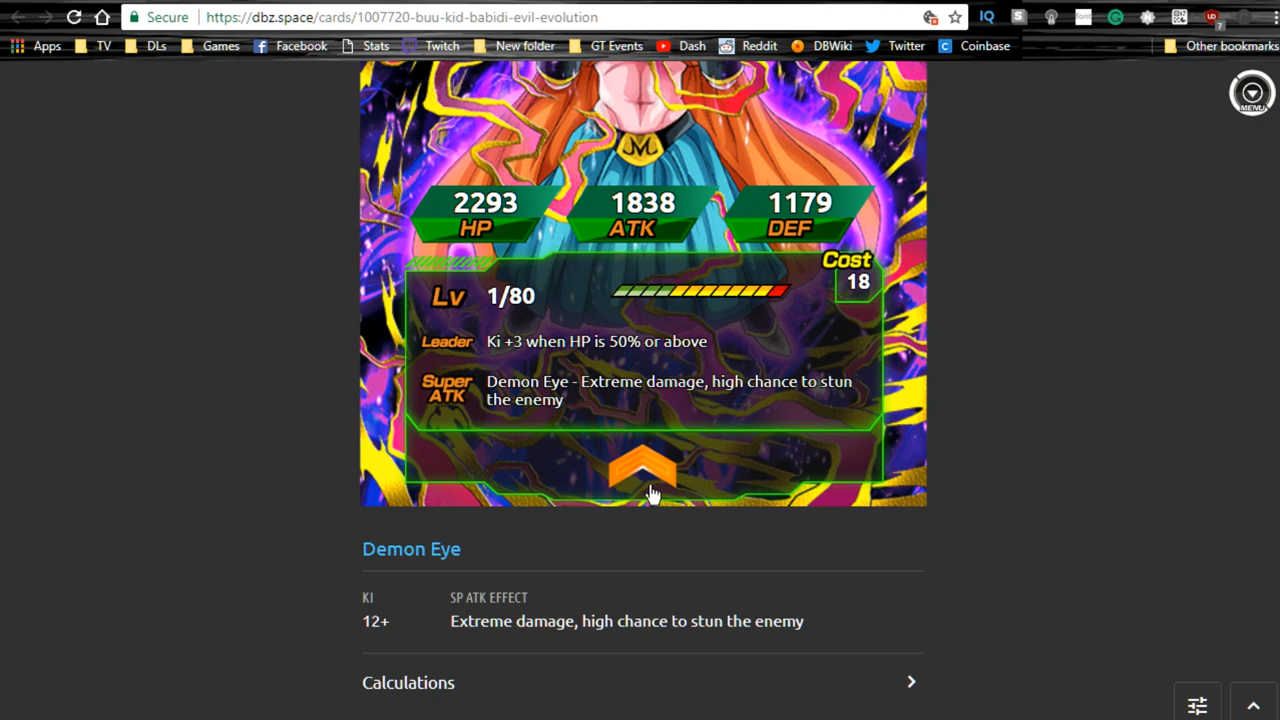 Secure https://dbz.space/cards/1007720-buu-kid-babidi-evil-evolution
Apps TV DLs Games Facebook Stats Twitch New folder GT Events Dash Reddit DBWiki Twitter Coinbase Other bookmarks
MENU
M
2293 1838 1179
HP ATK DEF
Cost
18
Lv 1/80
Leader Ki +3 when HP is 50% or above
Super ATK Demon Eye - Extreme damage, high chance to stun
the enemy
Demon Eye
KI SP ATK EFFECT
12+ Extreme damage, high chance to stun the enemy
Calculations